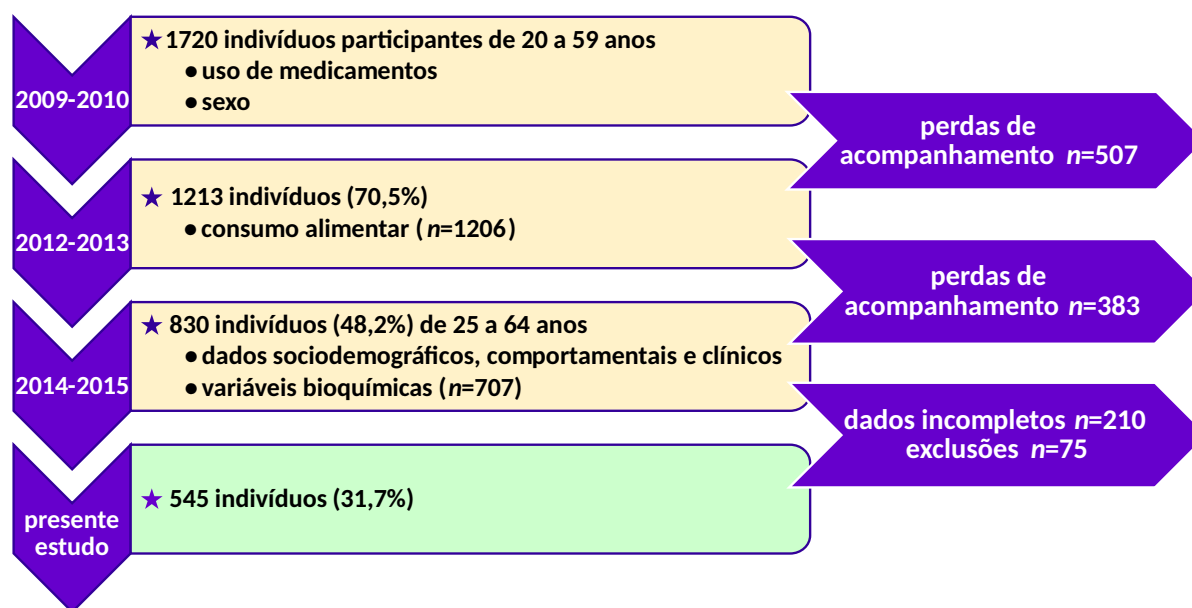 2009-2010
★ 1720 indivíduos participantes de 20 a 59 anos
● uso de medicamentos
● sexo
perdas de
acompanhamento n=507
2012-2013
★ 1213 indivíduos (70,5%)
● consumo alimentar (n=1206)
perdas de
acompanhamento n=383
2014-2015
★ 830 indivíduos (48,2%) de 25 a 64 anos
● dados sociodemográficos, comportamentais e clínicos
● variáveis bioquímicas (n=707)
dados incompletos n=210
exclusões n=75
presente
estudo
★ 545 indivíduos (31,7%)